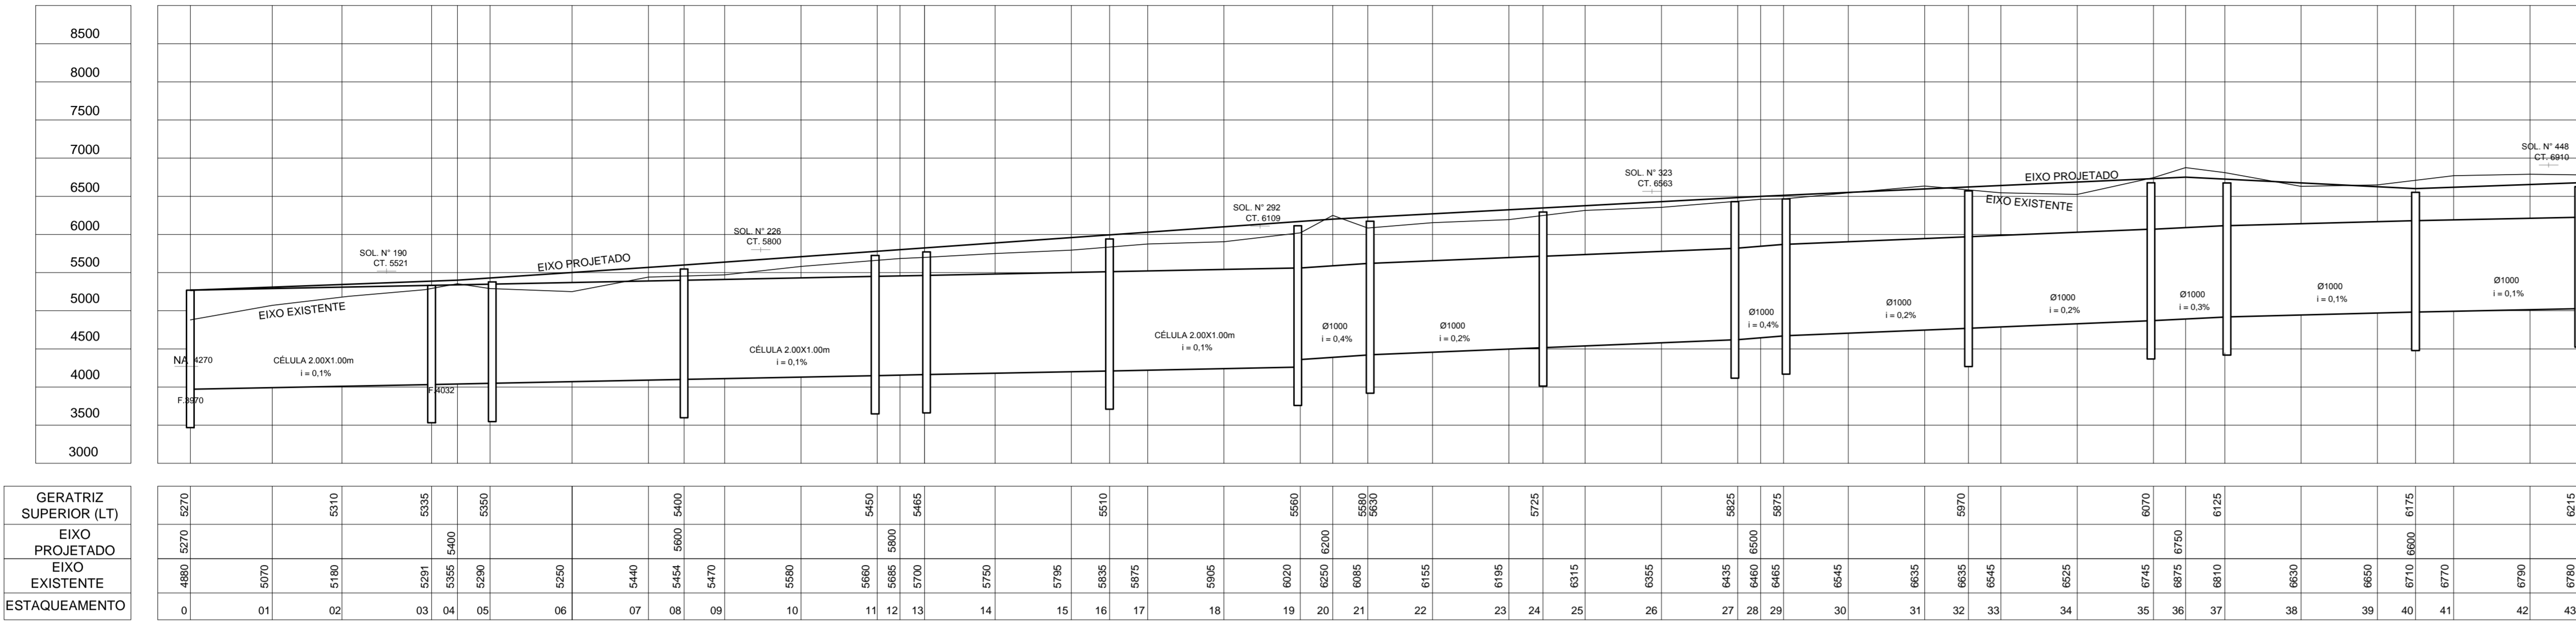 8500
8000
7500
7000
6500
6000
5500
5000
4500
4000
3500
3000
SOL. N° 190
CT. 5521
EIXO EXISTENTE
NA. 4270
F.3970
CÉLULA 2.00X1.00m
i = 0,1%
F.4032
EIXO PROJETADO
SOL. N° 226
CT. 5800
CÉLULA 2.00X1.00m
i = 0,1%
SOL. N° 292
CT. 6109
CÉLULA 2.00X1.00m
i = 0,1%
Ø1000
i = 0,4%
Ø1000
i = 0,2%
SOL. N° 323
CT. 6563
Ø1000
i = 0,4%
Ø1000
i = 0,2%
EIXO PROJETADO
EIXO EXISTENTE
Ø1000
i = 0,2%
Ø1000
i = 0,3%
Ø1000
i = 0,1%
SOL. N° 448
CT. 6910
Ø1000
i = 0,1%
GERATRIZ
SUPERIOR (LT)
5270 5310 5335 5350 5400 5450 5465 5510 5560 5580 5630 5725 5825 5875 5970 6070 6125 6175 6215
EIXO
PROJETADO
5270 5400 5600 5800 6200 6500 6750 6600
EIXO
EXISTENTE
4880 5070 5180 5291 5355 5290 5250 5440 5454 5470 5580 5660 5685 5700 5750 5795 5835 5875 5905 6020 6250 6085 6155 6195 6315 6355 6435 6460 6465 6545 6635 6635 6545 6525 6745 6875 6810 6630 6650 6710 6770 6790 6780
ESTAQUEAMENTO
0 01 02 03 04 05 06 07 08 09 10 11 12 13 14 15 16 17 18 19 20 21 22 23 24 25 26 27 28 29 30 31 32 33 34 35 36 37 38 39 40 41 42 43